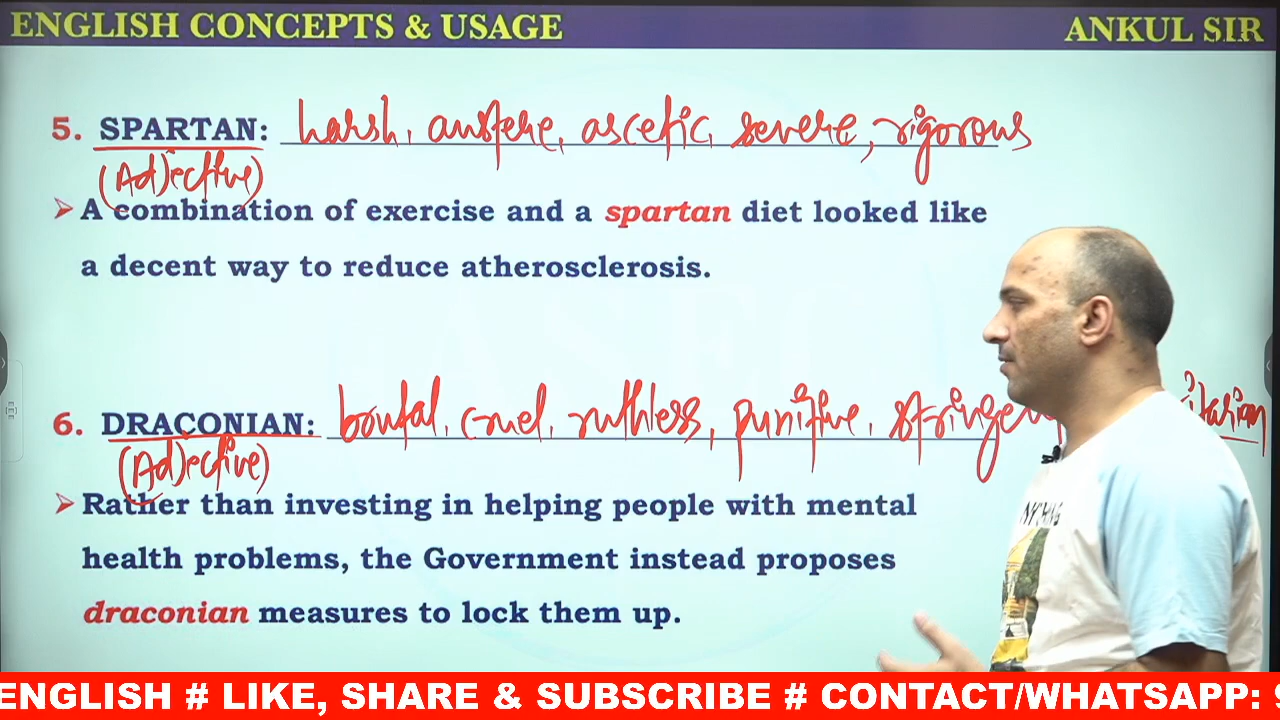 ENGLISH CONCEPTS & USAGE ANKUL SIR
5. SPARTAN: harsh, austere, ascetic, severe, rigorous
(Adjective)
➢ A combination of exercise and a spartan diet looked like
a decent way to reduce atherosclerosis.
6. DRACONIAN: cruel, ruthless, punitive,
(Adjective)
➢ Rather than investing in helping people with mental
health problems, the Government instead proposes
draconian measures to lock them up.
ENGLISH # LIKE, SHARE & SUBSCRIBE # CONTACT/WHATSAPP: